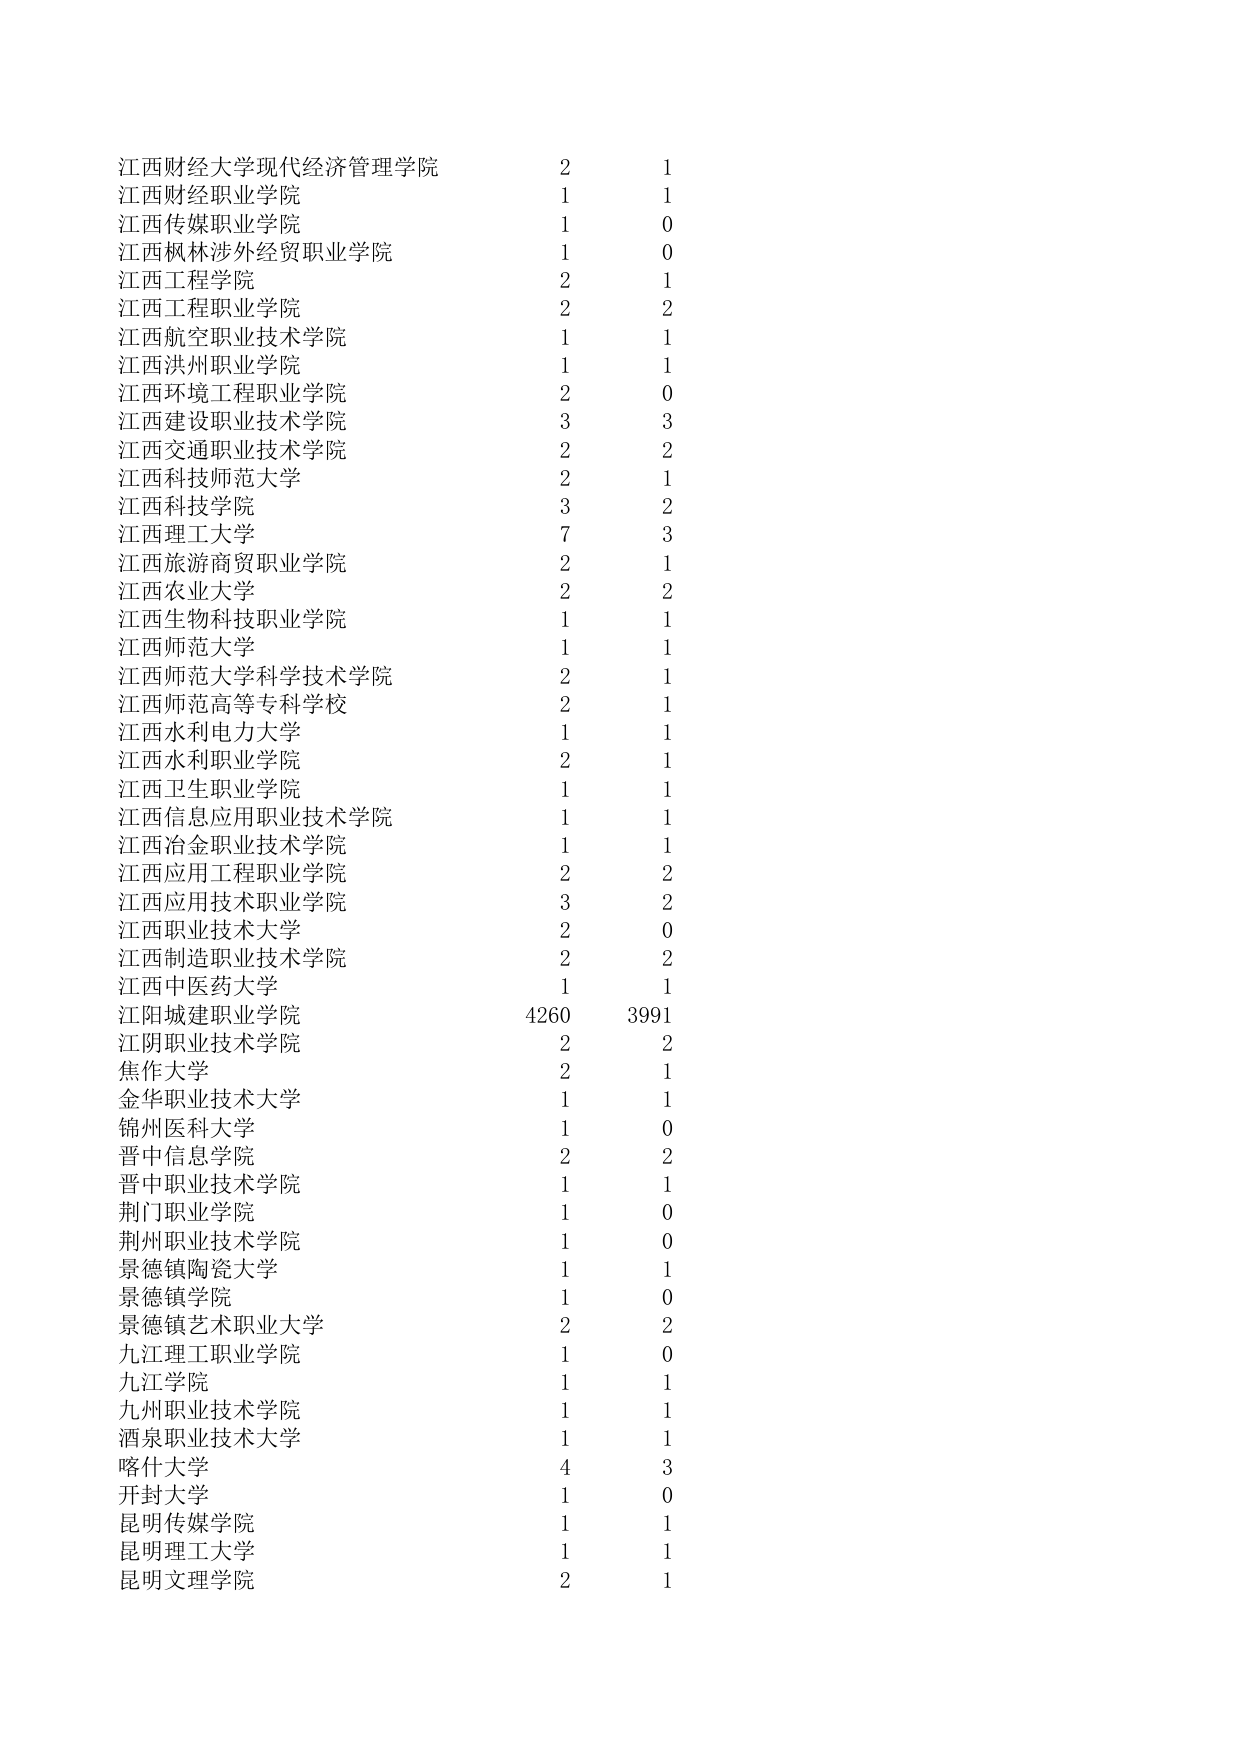 江西财经大学现代经济管理学院 2 1
江西财经职业学院 1 1
江西传媒职业学院 1 0
江西枫林涉外经贸职业学院 1 0
江西工程学院 2 1
江西工程职业学院 2 2
江西航空职业技术学院 1 1
江西洪州职业学院 1 1
江西环境工程职业学院 2 0
江西建设职业技术学院 3 3
江西交通职业技术学院 2 2
江西科技师范大学 2 1
江西科技学院 3 2
江西理工大学 7 3
江西旅游商贸职业学院 2 1
江西农业大学 2 2
江西生物科技职业学院 1 1
江西师范大学 1 1
江西师范大学科学技术学院 2 1
江西师范高等专科学校 2 1
江西水利电力大学 1 1
江西水利职业学院 2 1
江西卫生职业学院 1 1
江西信息应用职业技术学院 1 1
江西冶金职业技术学院 1 1
江西应用工程职业学院 2 2
江西应用技术职业学院 3 2
江西职业技术大学 2 0
江西制造职业技术学院 2 2
江西中医药大学 1 1
江阳城建职业学院 4260 3991
江阴职业技术学院 2 2
焦作大学 2 1
金华职业技术大学 1 1
锦州医科大学 1 0
晋中信息学院 2 2
晋中职业技术学院 1 1
荆门职业学院 1 0
荆州职业技术学院 1 0
景德镇陶瓷大学 1 1
景德镇学院 1 0
景德镇艺术职业大学 2 2
九江理工职业学院 1 0
九江学院 1 1
九州职业技术学院 1 1
酒泉职业技术大学 1 1
喀什大学 4 3
开封大学 1 0
昆明传媒学院 1 1
昆明理工大学 1 1
昆明文理学院 2 1